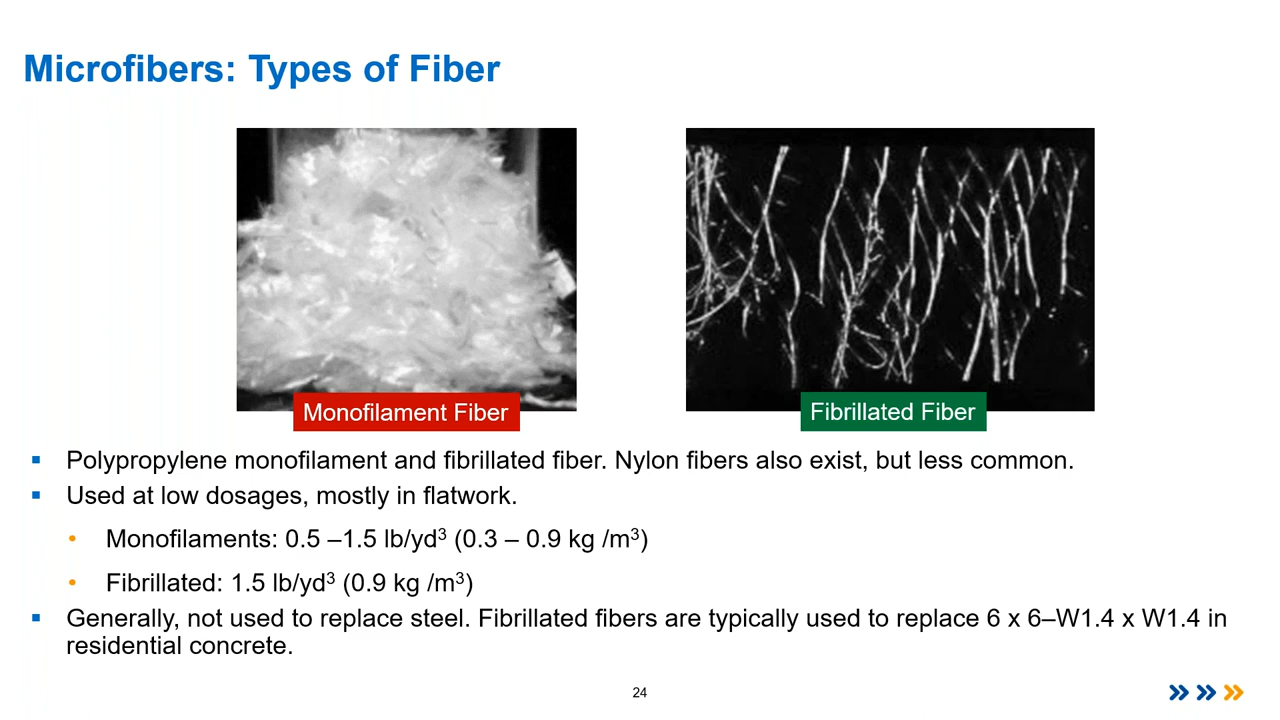 Microfibers: Types of Fiber
Monofilament Fiber
Fibrillated Fiber
▪ Polypropylene monofilament and fibrillated fiber. Nylon fibers also exist, but less common.
▪ Used at low dosages, mostly in flatwork.
• Monofilaments: 0.5 –1.5 lb/yd³ (0.3 – 0.9 kg /m³)
• Fibrillated: 1.5 lb/yd³ (0.9 kg /m³)
▪ Generally, not used to replace steel. Fibrillated fibers are typically used to replace 6 x 6–W1.4 x W1.4 in
residential concrete.
24